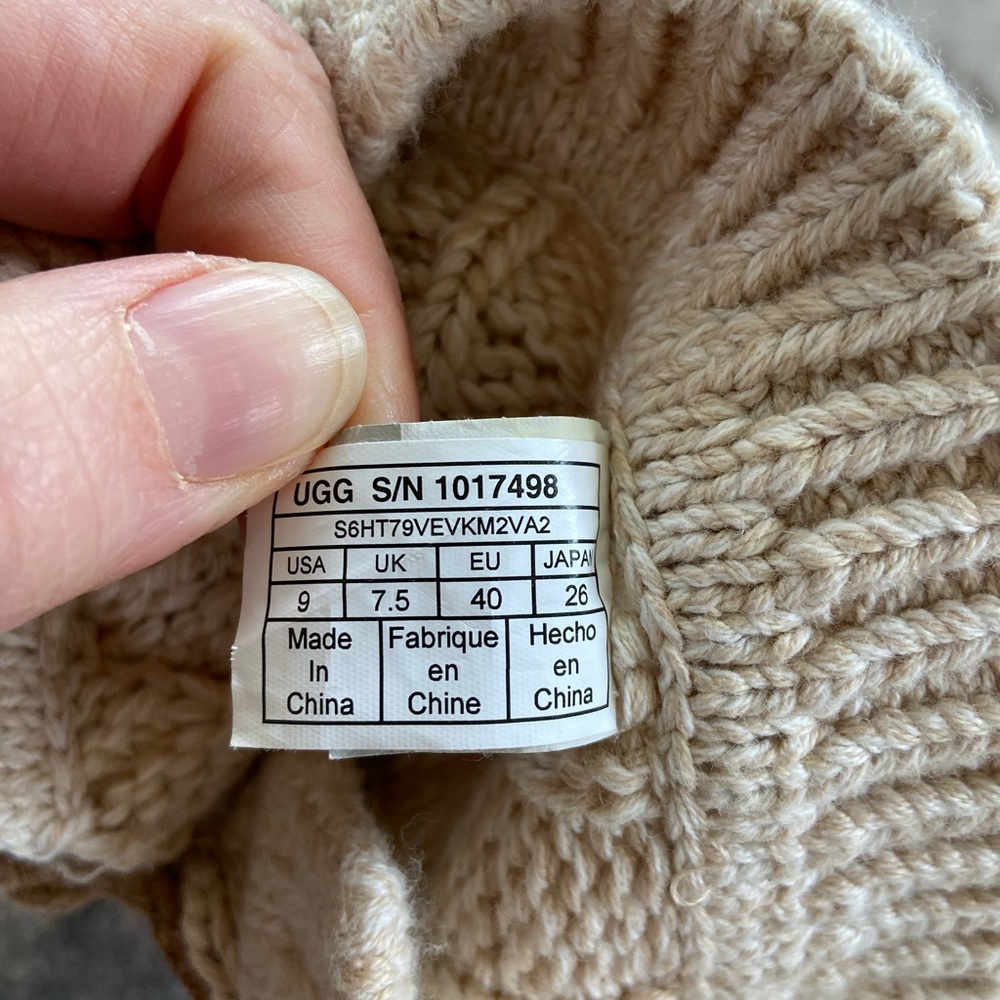 UGG S/N 1017498
S6HT79VEVKM2VA2
USA UK EU JAPAN
9 7.5 40 26
Made Fabrique Hecho
In en en
China Chine China